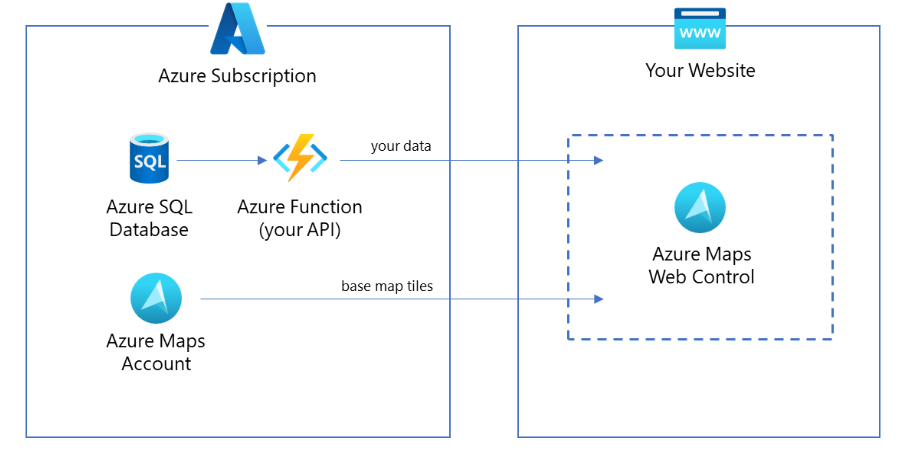 Azure Subscription
Your Website
www
SQL
your data
Azure SQL
Database
Azure Function
(your API)
Azure Maps
Web Control
base map tiles
Azure Maps
Account